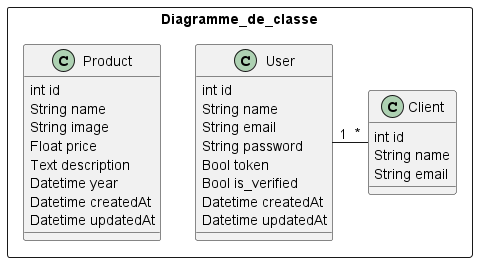 Diagramme_de_classe
C Product
int id
String name
String image
Float price
Text description
Datetime year
Datetime createdAt
Datetime updatedAt
C User
int id
String name
String email
String password
Bool token
Bool is_verified
Datetime createdAt
Datetime updatedAt
1 *
C Client
int id
String name
String email